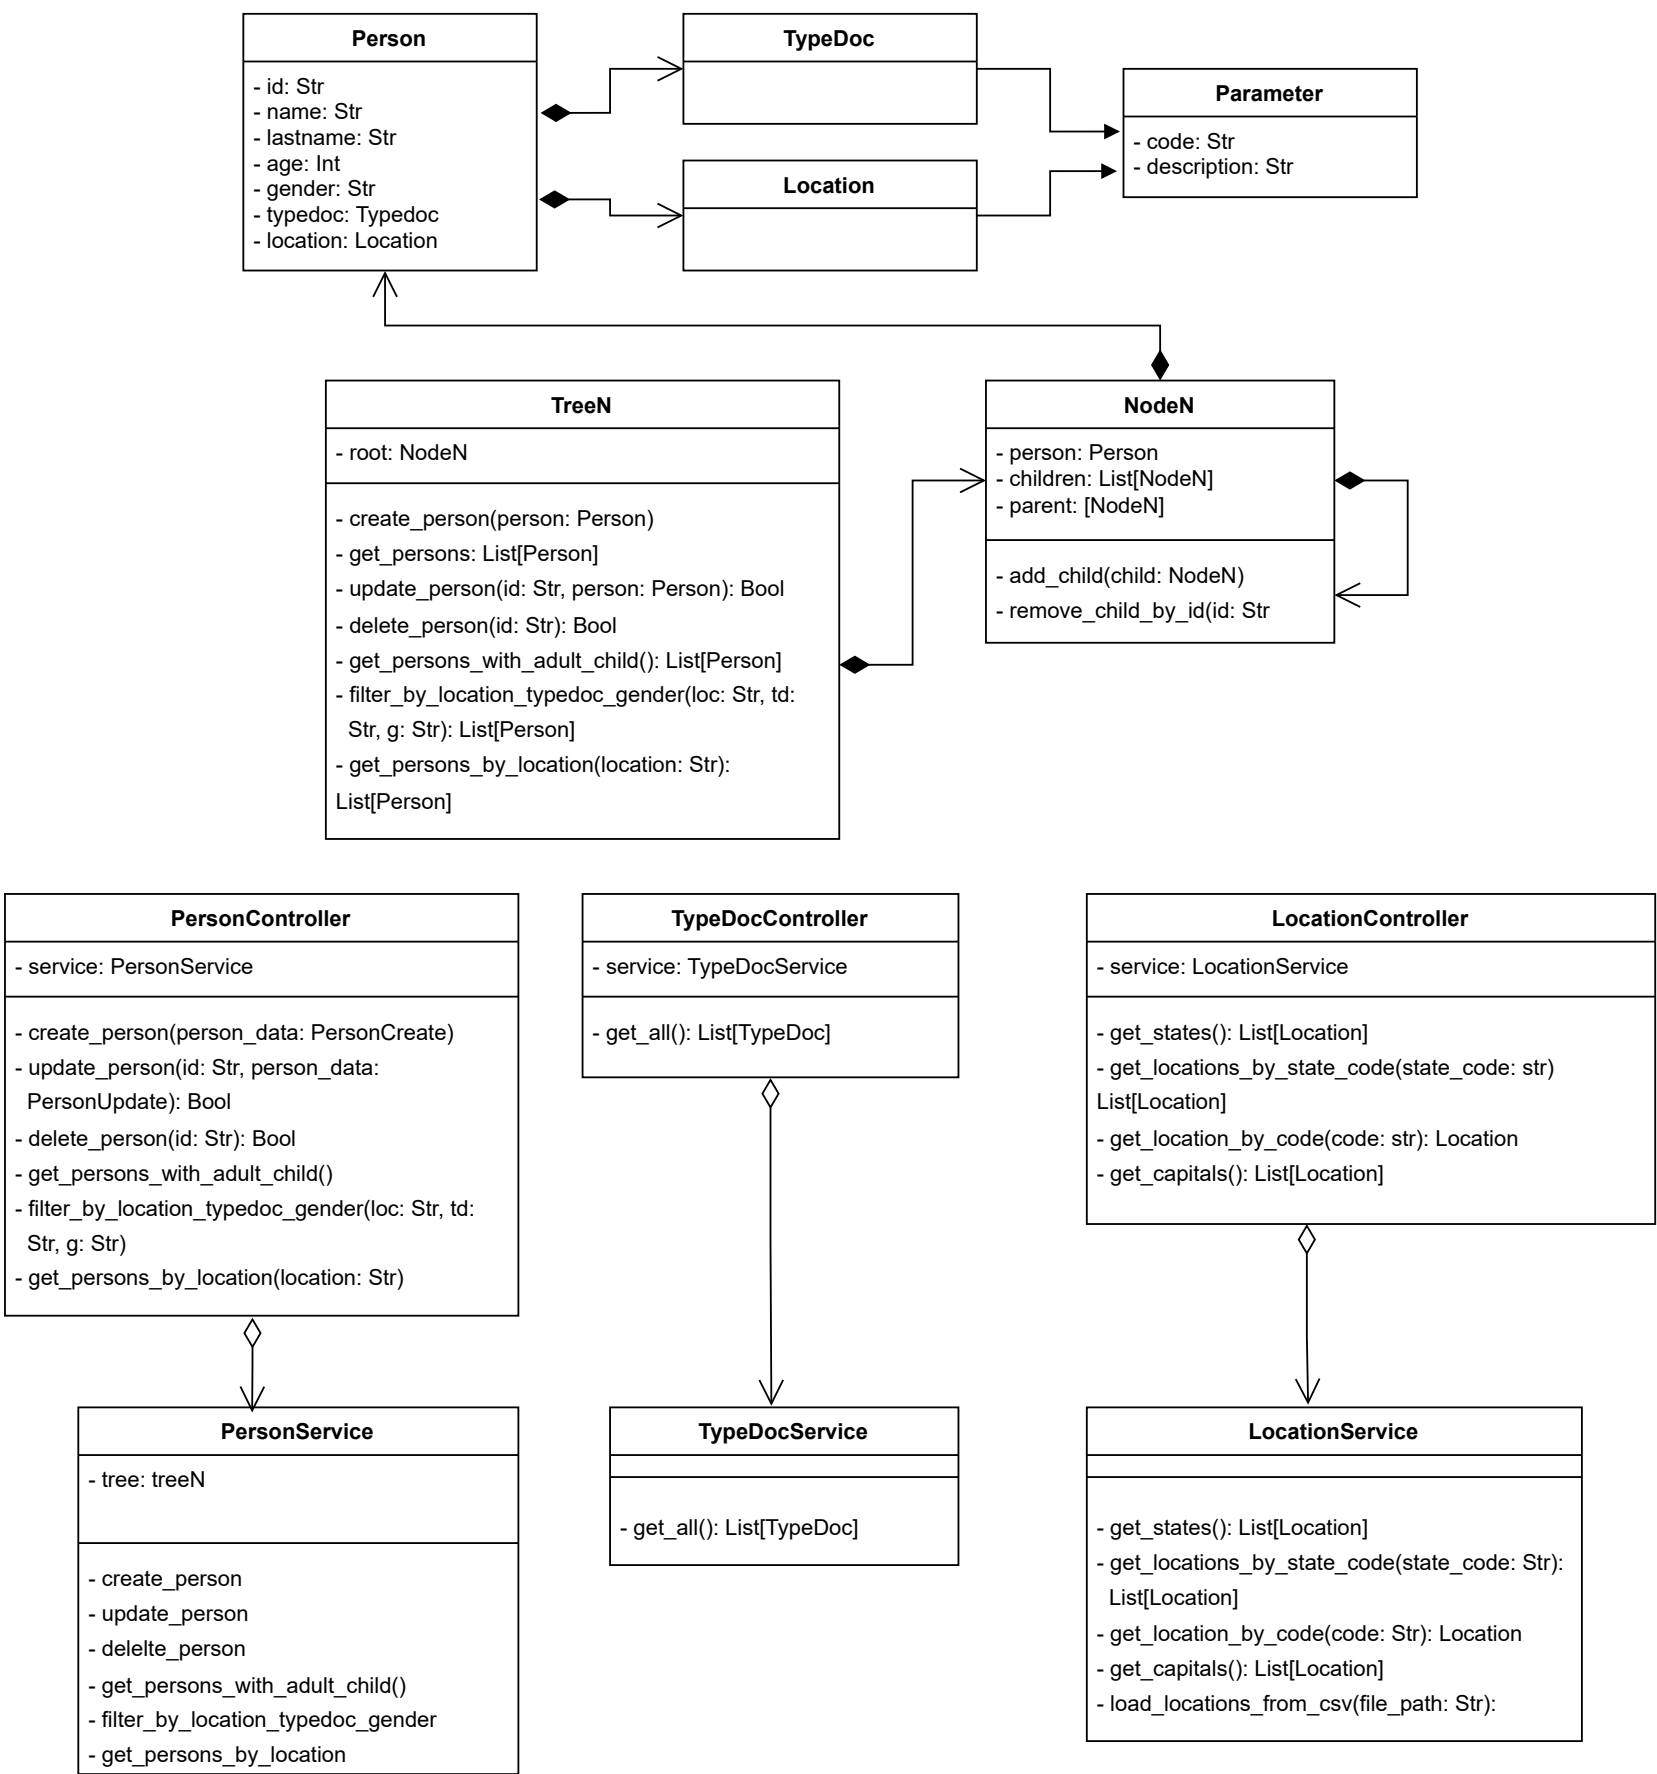 Person
- id: Str
- name: Str
- lastname: Str
- age: Int
- gender: Str
- typedoc: Typedoc
- location: Location
TypeDoc
Location
Parameter
- code: Str
- description: Str
TreeN
- root: NodeN
- create_person(person: Person)
- get_persons: List[Person]
- update_person(id: Str, person: Person): Bool
- delete_person(id: Str): Bool
- get_persons_with_adult_child(): List[Person]
- filter_by_location_typedoc_gender(loc: Str, td:
Str, g: Str): List[Person]
- get_persons_by_location(location: Str):
List[Person]
NodeN
- person: Person
- children: List[NodeN]
- parent: [NodeN]
- add_child(child: NodeN)
- remove_child_by_id(id: Str
PersonController
- service: PersonService
- create_person(person_data: PersonCreate)
- update_person(id: Str, person_data:
PersonUpdate): Bool
- delete_person(id: Str): Bool
- get_persons_with_adult_child()
- filter_by_location_typedoc_gender(loc: Str, td:
Str, g: Str)
- get_persons_by_location(location: Str)
TypeDocController
- service: TypeDocService
- get_all(): List[TypeDoc]
LocationController
- service: LocationService
- get_states(): List[Location]
- get_locations_by_state_code(state_code: str)
List[Location]
- get_location_by_code(code: str): Location
- get_capitals(): List[Location]
PersonService
- tree: treeN
- create_person
- update_person
- delelte_person
- get_persons_with_adult_child()
- filter_by_location_typedoc_gender
- get_persons_by_location
TypeDocService
- get_all(): List[TypeDoc]
LocationService
- get_states(): List[Location]
- get_locations_by_state_code(state_code: Str):
List[Location]
- get_location_by_code(code: Str): Location
- get_capitals(): List[Location]
- load_locations_from_csv(file_path: Str):